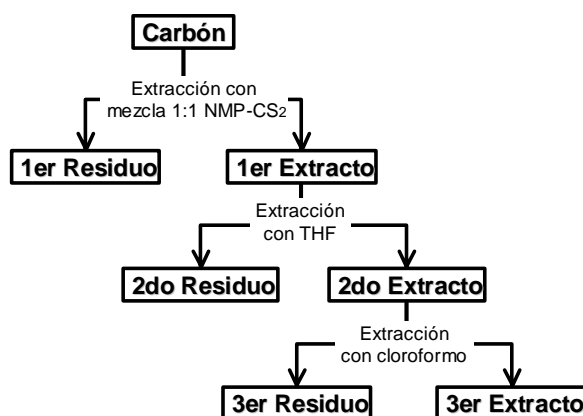 Carbón
Extracción con
mezcla 1:1 NMP-CS2
1er Residuo
1er Extracto
Extracción
con THF
2do Residuo
2do Extracto
Extracción
con cloroformo
3er Residuo
3er Extracto